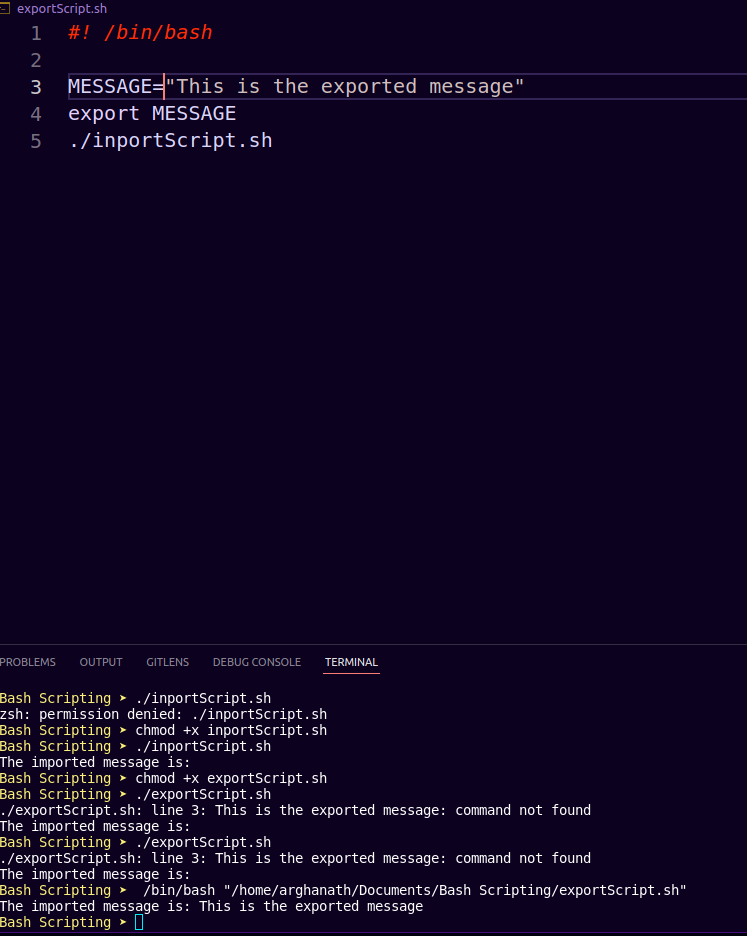 exportScript.sh
1 #! /bin/bash
2
3 MESSAGE="This is the exported message"
4 export MESSAGE
5 ./inportScript.sh
PROBLEMS OUTPUT GITLENS DEBUG CONSOLE TERMINAL
Bash Scripting ➤ ./inportScript.sh
zsh: permission denied: ./inportScript.sh
Bash Scripting ➤ chmod +x inportScript.sh
Bash Scripting ➤ ./inportScript.sh
The imported message is:
Bash Scripting ➤ chmod +x exportScript.sh
Bash Scripting ➤ ./exportScript.sh
./exportScript.sh: line 3: This is the exported message: command not found
The imported message is:
Bash Scripting ➤ ./exportScript.sh
./exportScript.sh: line 3: This is the exported message: command not found
The imported message is:
Bash Scripting ➤  /bin/bash "/home/arghanath/Documents/Bash Scripting/exportScript.sh"
The imported message is: This is the exported message
Bash Scripting ➤